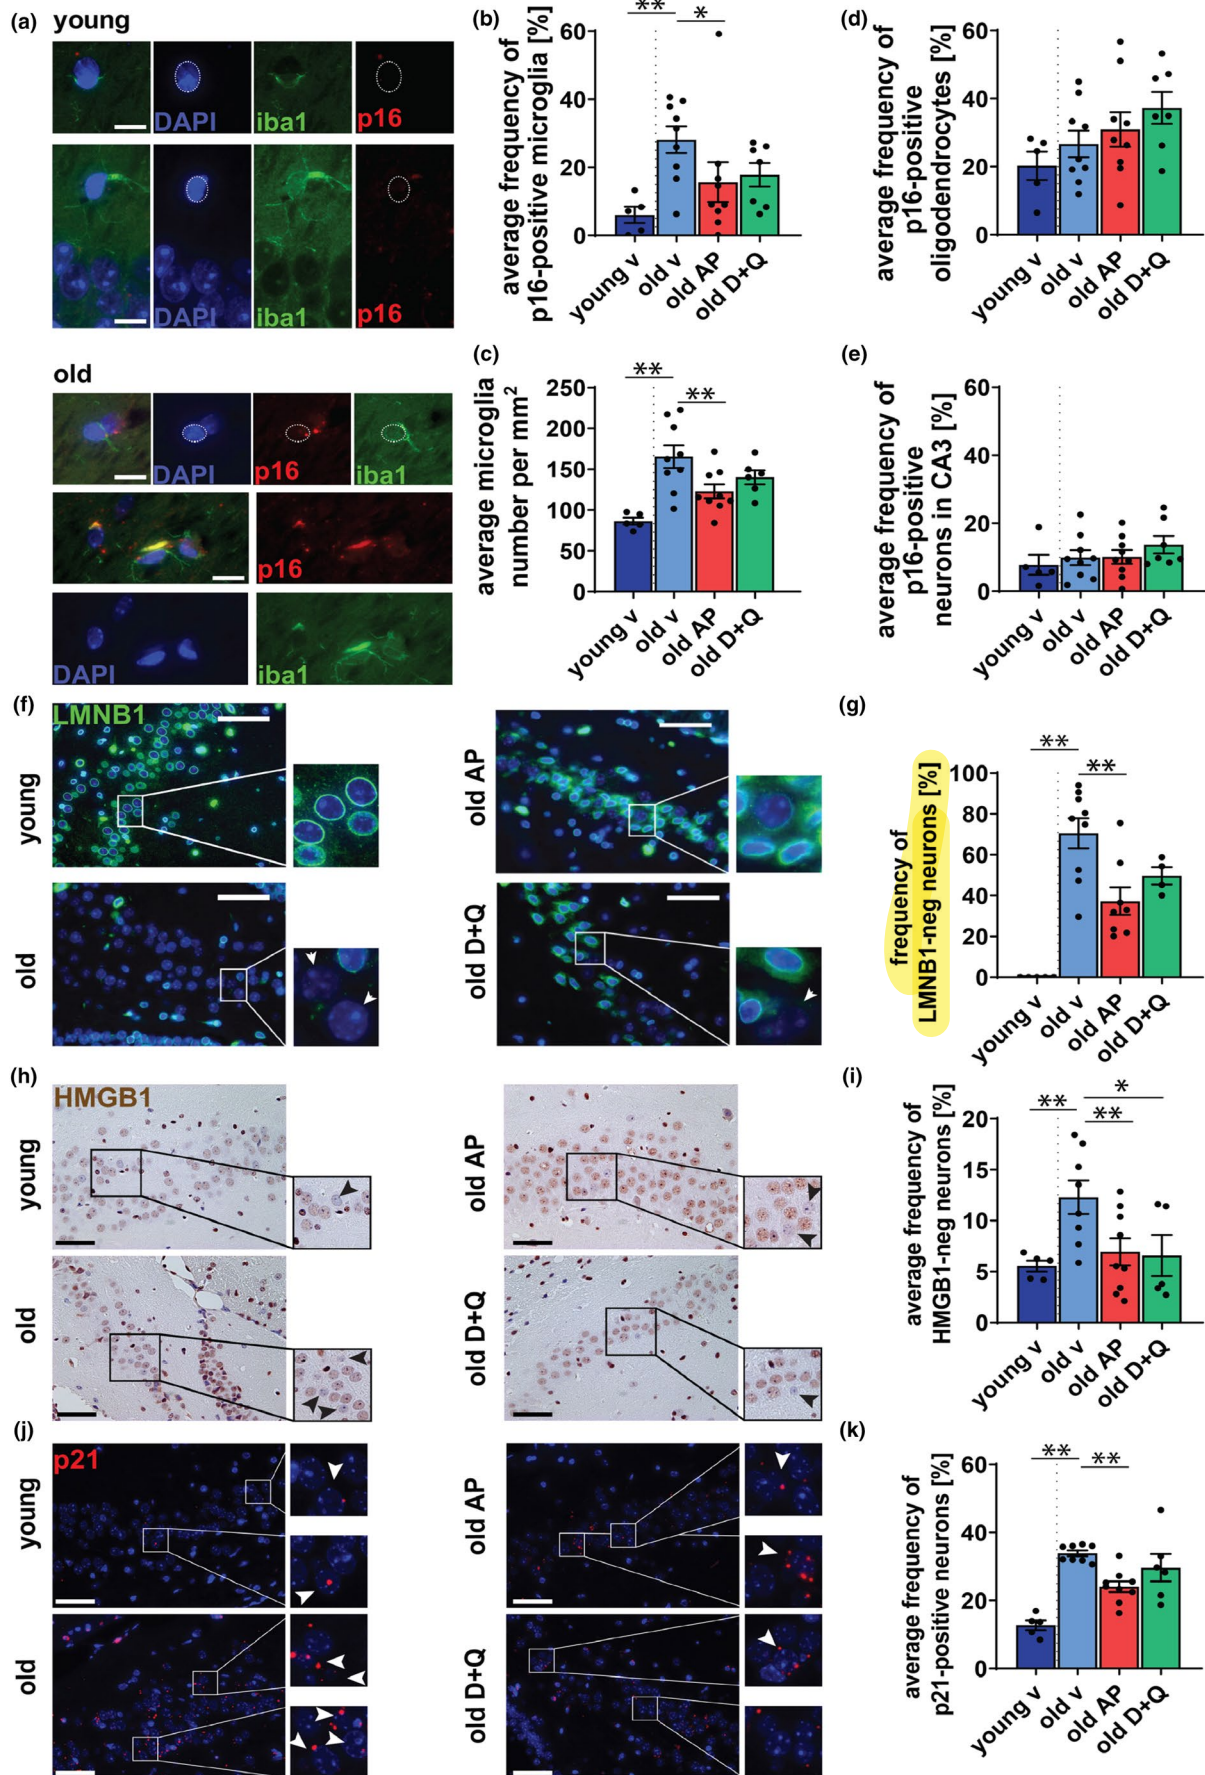 (a) young
DAPI iba1 p16
DAPI iba1 p16
old
DAPI p16 iba1
p16
DAPI iba1
(b)
average frequency of
p16-positive microglia [%]
60
40
20
0
** *
young v old v old AP old D+Q
(c)
average microglia
number per mm²
250
200
150
100
50
0
** **
young v old v old AP old D+Q
(d)
average frequency of
p16-positive
oligodendrocytes [%]
60
40
20
0
young v old v old AP old D+Q
(e)
average frequency of
p16-positive
neurons in CA3 [%]
60
40
20
0
young v old v old AP old D+Q
(f)
LMNB1
young
old
old AP
old D+Q
(g)
frequency of
LMNB1-neg neurons [%]
100
80
60
40
20
0
** **
young v old v old AP old D+Q
(h)
HMGB1
young
old
old AP
old D+Q
(i)
average frequency of
HMGB1-neg neurons [%]
20
15
10
5
0
*
** **
young v old v old AP old D+Q
(j)
p21
young
old
old AP
old D+Q
(k)
average frequency of
p21-positive neurons [%]
60
40
20
0
** **
young v old v old AP old D+Q